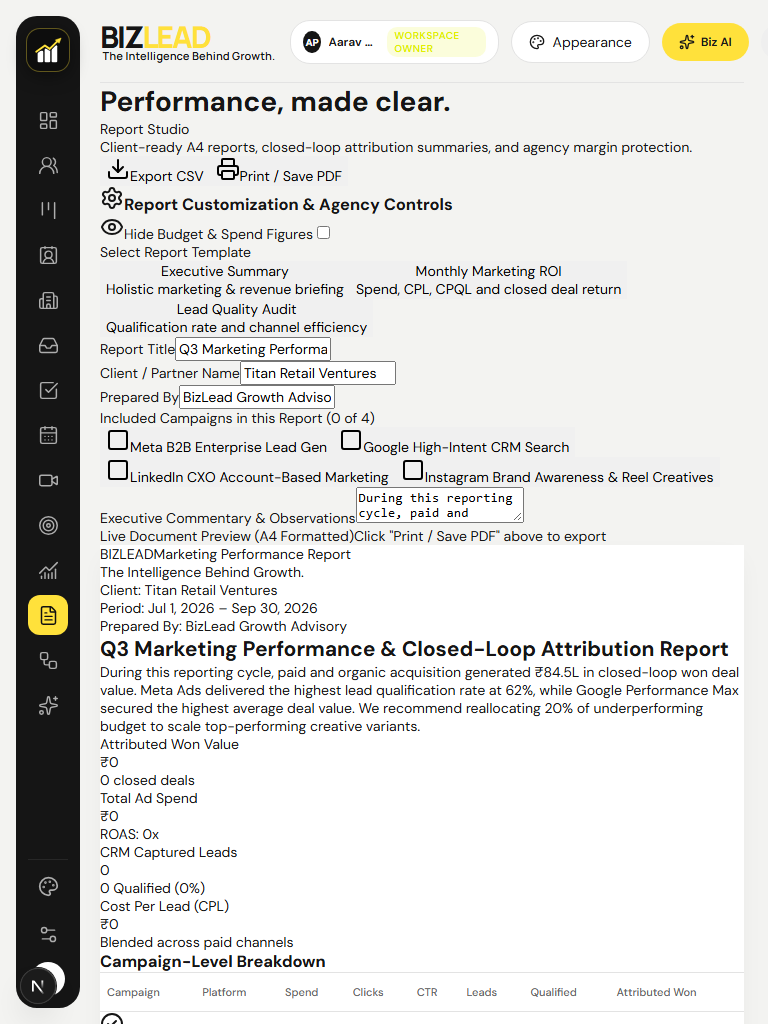 BIZLEAD
The Intelligence Behind Growth.
AP Aarav ... WORKSPACE OWNER
Appearance
Biz AI
Performance, made clear.
Report Studio
Client-ready A4 reports, closed-loop attribution summaries, and agency margin protection.
Export CSV Print / Save PDF
Report Customization & Agency Controls
Hide Budget & Spend Figures
Select Report Template
Executive Summary
Holistic marketing & revenue briefing
Monthly Marketing ROI
Spend, CPL, CPQL and closed deal return
Lead Quality Audit
Qualification rate and channel efficiency
Report Title Q3 Marketing Performa
Client / Partner Name Titan Retail Ventures
Prepared By BizLead Growth Adviso
Included Campaigns in this Report (0 of 4)
Meta B2B Enterprise Lead Gen Google High-Intent CRM Search
LinkedIn CXO Account-Based Marketing Instagram Brand Awareness & Reel Creatives
Executive Commentary & Observations During this reporting
cycle, paid and
Live Document Preview (A4 Formatted)Click "Print / Save PDF" above to export
BIZLEADMarketing Performance Report
The Intelligence Behind Growth.
Client: Titan Retail Ventures
Period: Jul 1, 2026 – Sep 30, 2026
Prepared By: BizLead Growth Advisory
Q3 Marketing Performance & Closed-Loop Attribution Report
During this reporting cycle, paid and organic acquisition generated ₹84.5L in closed-loop won deal
value. Meta Ads delivered the highest lead qualification rate at 62%, while Google Performance Max
secured the highest average deal value. We recommend reallocating 20% of underperforming
budget to scale top-performing creative variants.
Attributed Won Value
₹0
0 closed deals
Total Ad Spend
₹0
ROAS: 0x
CRM Captured Leads
0
0 Qualified (0%)
Cost Per Lead (CPL)
₹0
Blended across paid channels
Campaign-Level Breakdown
Campaign Platform Spend Clicks CTR Leads Qualified Attributed Won
N